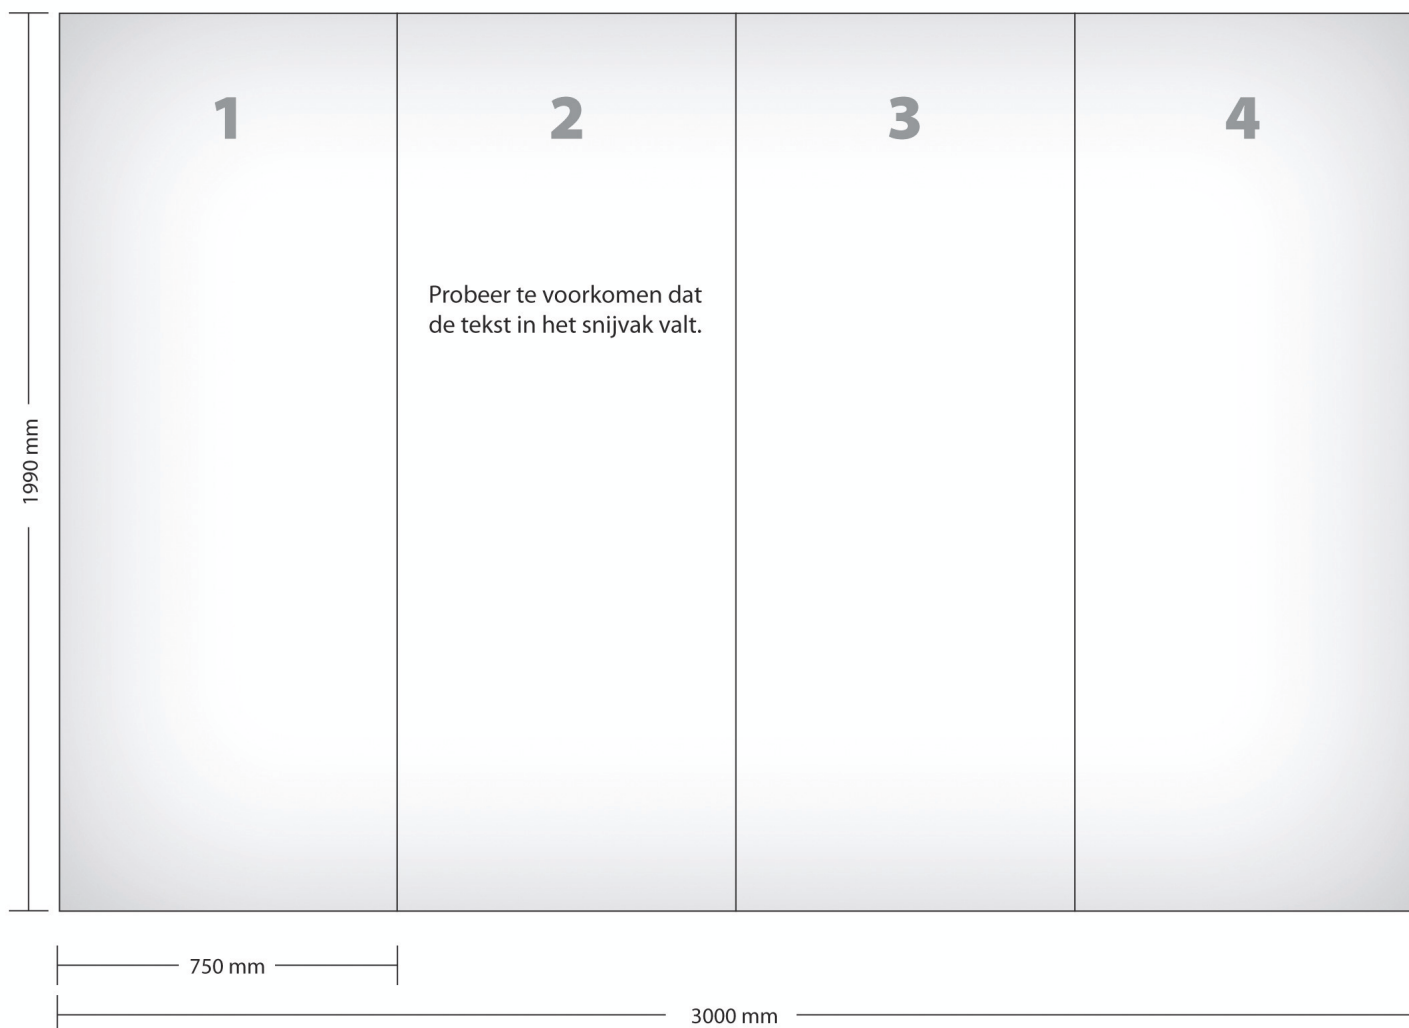 1
2
3
4
Probeer te voorkomen dat
de tekst in het snijvak valt.
1990 mm
750 mm
3000 mm